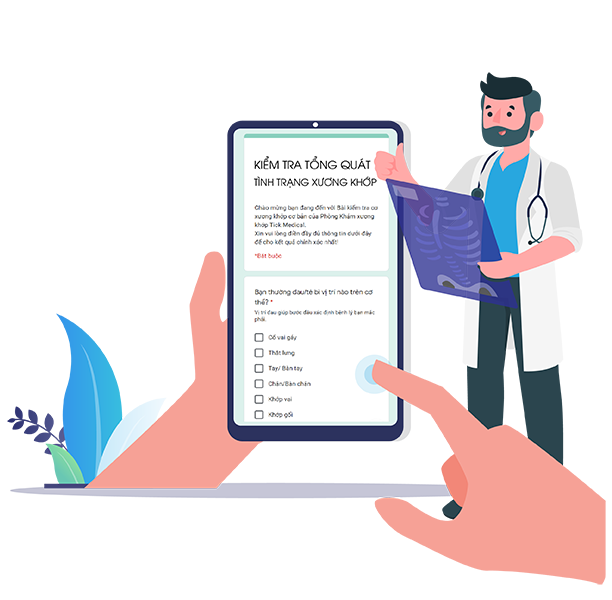 KIỂM TRA TỔNG QUÁT
TÌNH TRẠNG XƯƠNG KHỚP
Chào mừng bạn đang đến với Bài kiểm tra cơ
xương khớp cơ bản của Phòng Khám xương
khớp Tick Medical.
Xin vui lòng điền đầy đủ thông tin dưới đây
để cho kết quả chính xác nhất!
*Bắt buộc
Bạn thường đau/tê bì vị trí nào trên cơ
thể? *
Vị trí đau giúp bước đầu xác định bệnh lý bạn mắc
phải.
Cổ vai gáy
Thắt lưng
Tay/ Bàn tay
Chân/Bàn chân
Khớp vai
Khớp gối